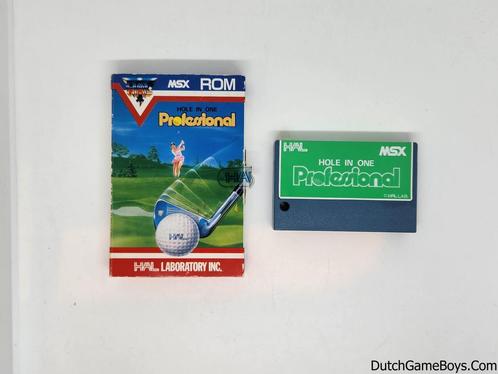 MSX ROM
HOLE IN ONE
Professional
HAL
HAL LABORATORY INC.
HAL MSX
HOLE IN ONE
Professional
© HAL LAB.
DutchGameBoys.Com